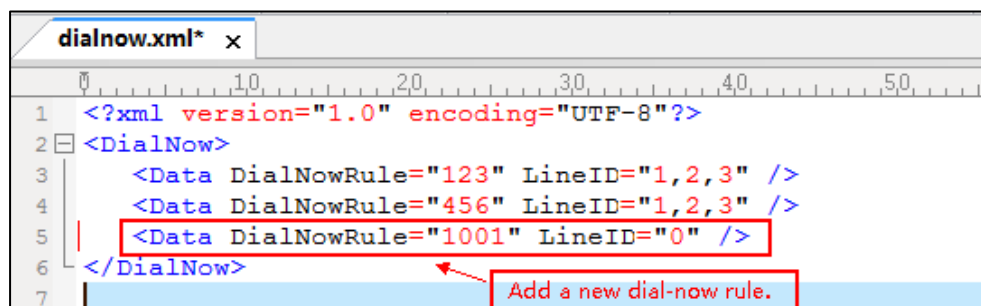 dialnow.xml* x
0 10 20 30 40 50
1 <?xml version="1.0" encoding="UTF-8"?>
2 <DialNow>
3 <Data DialNowRule="123" LineID="1,2,3" />
4 <Data DialNowRule="456" LineID="1,2,3" />
5 <Data DialNowRule="1001" LineID="0" />
6 </DialNow>
Add a new dial-now rule.
7